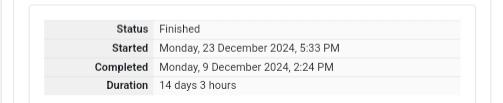 Status Finished
Started Monday, 23 December 2024, 5:33 PM
Completed Monday, 9 December 2024, 2:24 PM
Duration 14 days 3 hours